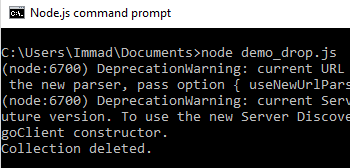 Node.js command prompt
C:\Users\Immad\Documents>node demo_drop.js
(node:6700) DeprecationWarning: current URL
the new parser, pass option { useNewUrlPars
(node:6700) DeprecationWarning: current Serv
uture version. To use the new Server Discove
goClient constructor.
Collection deleted.